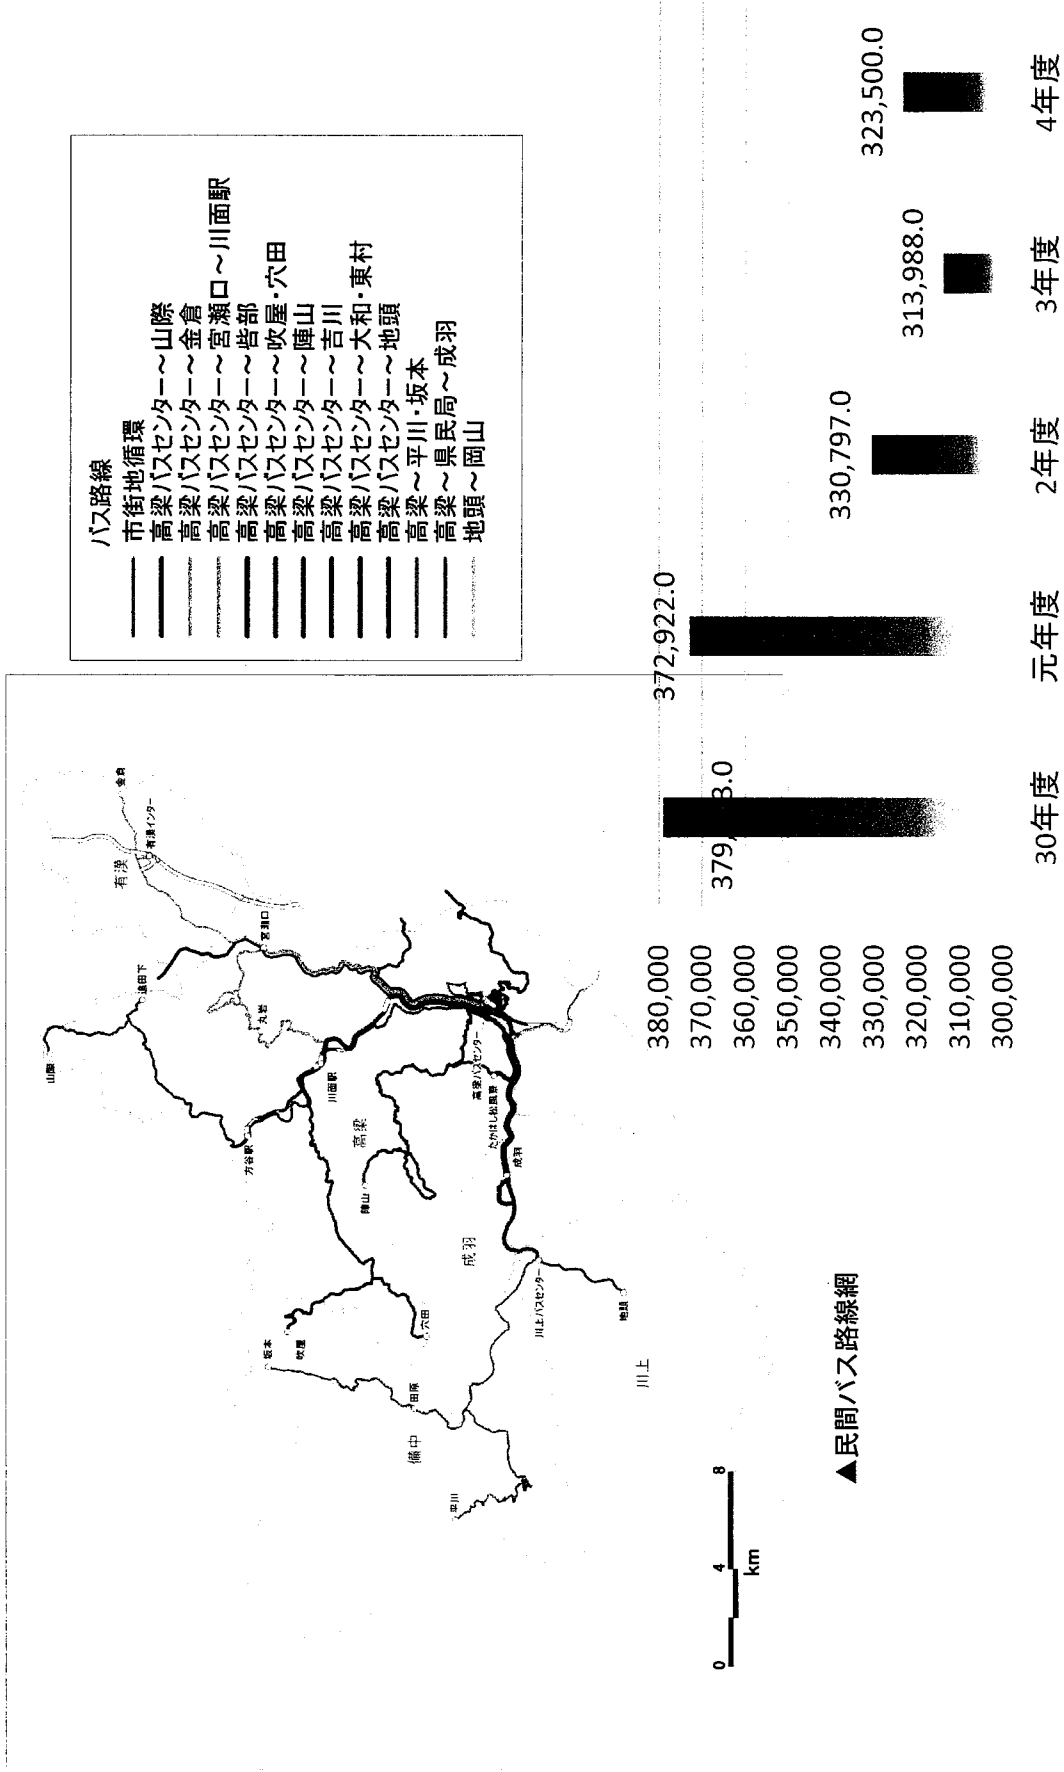 バス路線
市街地循環
高梁バスセンター～山際
高梁バスセンター～金倉
高梁バスセンター～宮瀬口～川面駅
高梁バスセンター～呰部
高梁バスセンター～吹屋・穴田
高梁バスセンター～陣山
高梁バスセンター～吉川
高梁バスセンター～大和・東村
高梁バスセンター～地頭
高梁～平川・坂本
高梁～県民局～成羽
地頭～岡山
山際
金倉
有漢インター
有漢
宮瀬口
丸岩
方谷駅
川面駅
高梁
陣山
高梁バスセンター
たかはし松風寮
成羽
成羽
坂本
吹屋
穴田
田原
備中
平川
川上バスセンター
地頭
川上
0 4 8
km
▲民間バス路線網
380,000
370,000
360,000
350,000
340,000
330,000
320,000
310,000
300,000
372,922.0
330,797.0
313,988.0
323,500.0
30年度
元年度
2年度
3年度
4年度